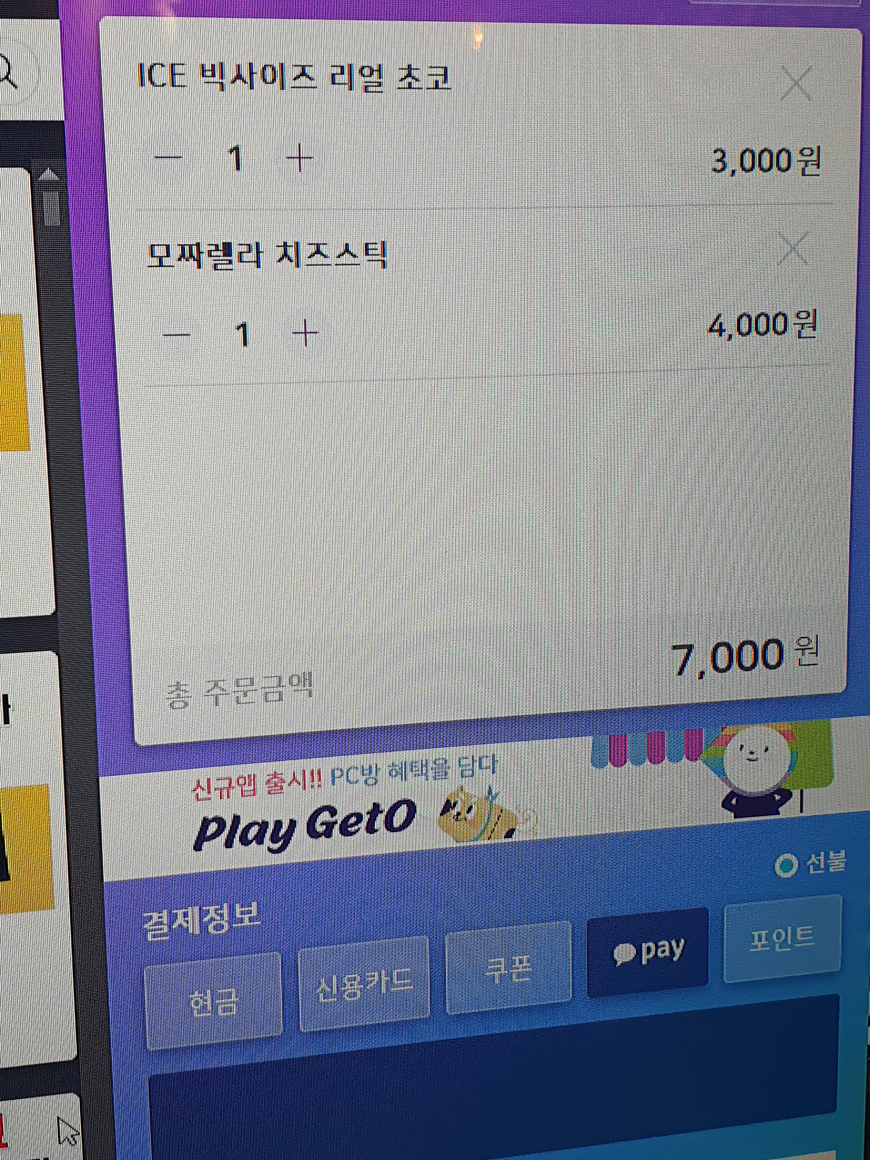 ICE 빅사이즈 리얼 초코
1
3,000원
모짜렐라 치즈스틱
1
4,000원
총 주문금액
7,000 원
신규앱 출시!! PC방 혜택을 담다
Play GetO
선불
결제정보
현금
신용카드
쿠폰
pay
포인트